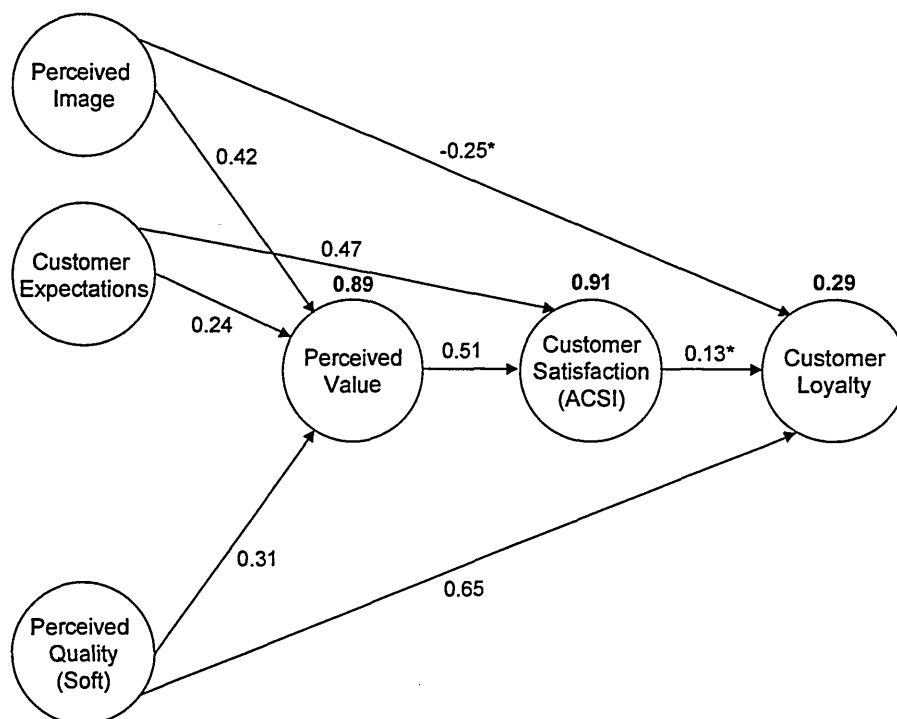 Perceived
Image
-0.25*
0.42
0.47
Customer
Expectations
0.24
0.89
0.91
0.29
Perceived
Value
0.51
Customer
Satisfaction
(ACSI)
0.13*
Customer
Loyalty
0.31
0.65
Perceived
Quality
(Soft)